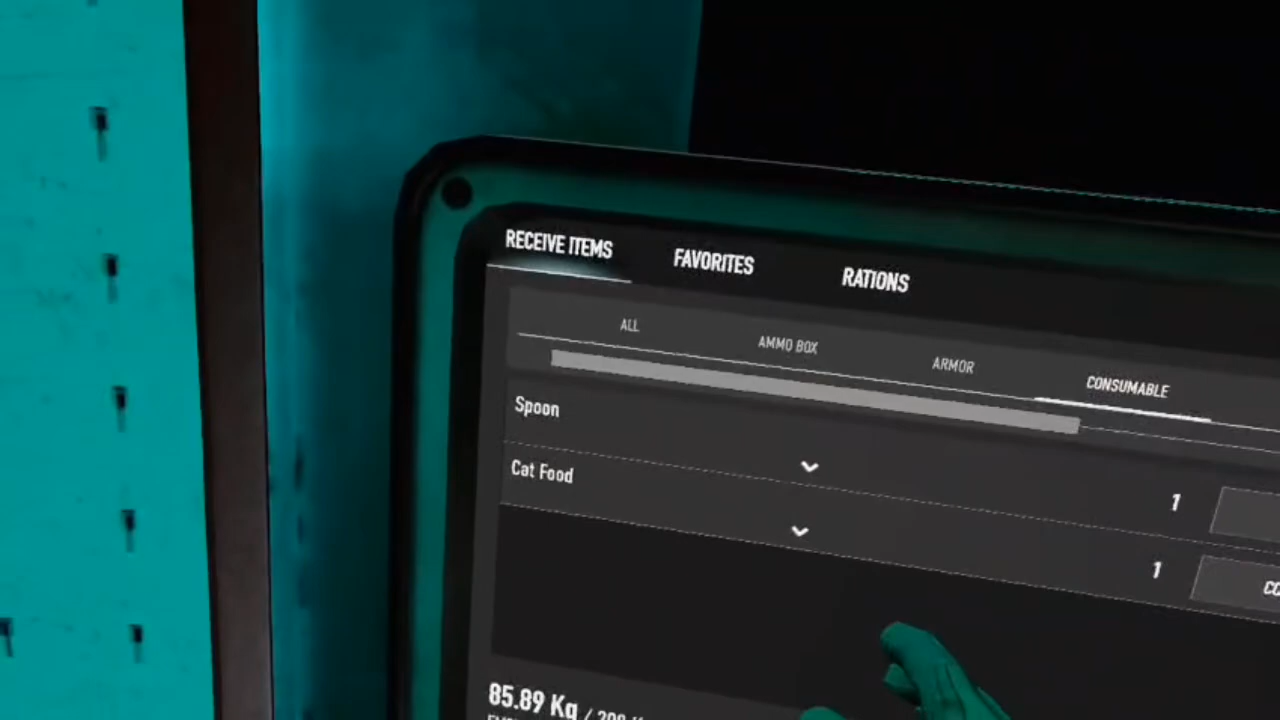 RECEIVE ITEMS FAVORITES RATIONS
ALL AMMO BOX ARMOR CONSUMABLE
Spoon 1
Cat Food 1
85.89 Kg /